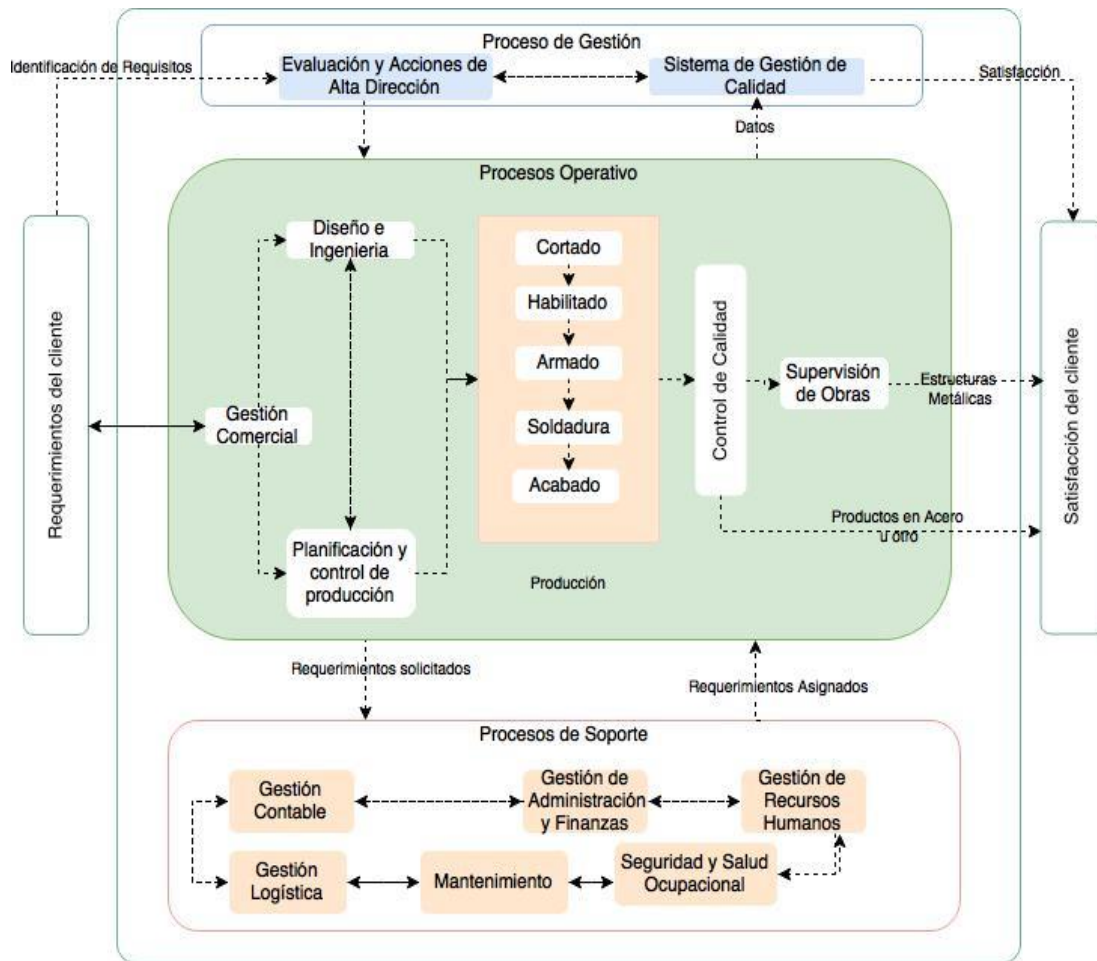 Proceso de Gestión
Identificación de Requisitos
Evaluación y Acciones de
Alta Dirección
Sistema de Gestión de
Calidad
Satisfacción
Datos
Procesos Operativo
Requerimientos del cliente
Gestión
Comercial
Diseño e
Ingenieria
Planificación y
control de
producción
Cortado
Habilitado
Armado
Soldadura
Acabado
Producción
Control de Calidad
Supervisión
de Obras
Estructuras
Metálicas
Productos en Acero
u otro
Satisfacción del cliente
Requerimientos solicitados
Requerimientos Asignados
Procesos de Soporte
Gestión
Contable
Gestión de
Administración
y Finanzas
Gestión de
Recursos
Humanos
Gestión
Logística
Mantenimiento
Seguridad y Salud
Ocupacional